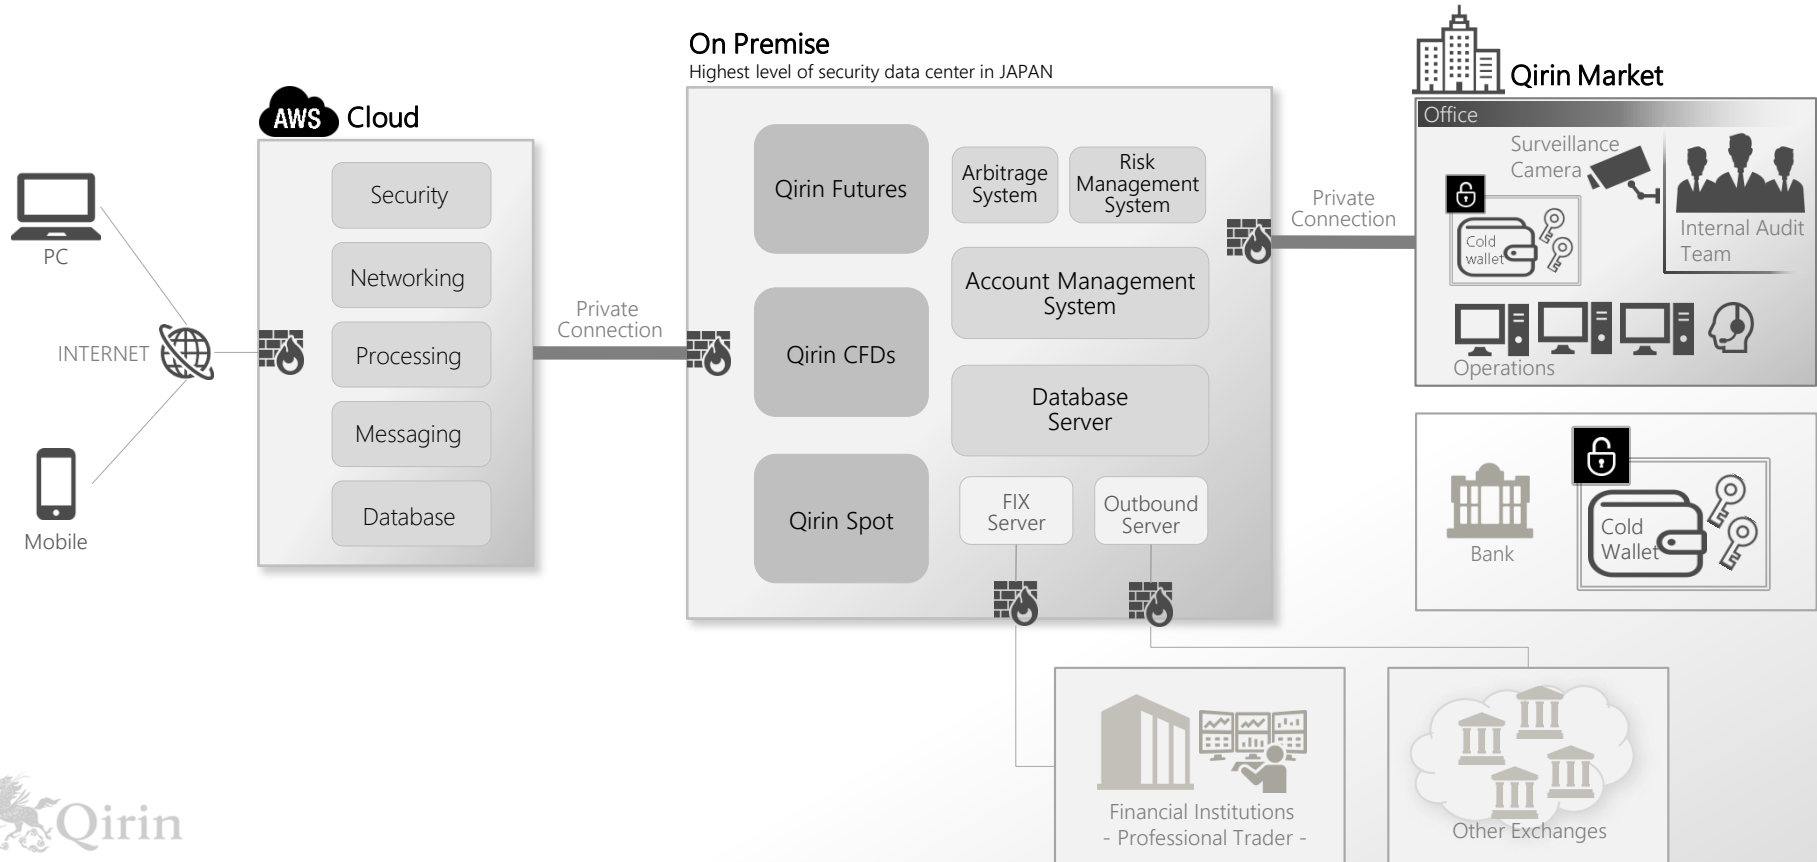 On Premise
Highest level of security data center in JAPAN
Qirin Market
AWS
Cloud
Office
Surveillance
Camera
Internal Audit
Team
Cold
wallet
Operations
PC
INTERNET
Mobile
Security
Networking
Processing
Messaging
Database
Private
Connection
Qirin Futures
Qirin CFDs
Qirin Spot
Arbitrage
System
Risk
Management
System
Account Management
System
Database
Server
FIX
Server
Outbound
Server
Private
Connection
Bank
Cold
Wallet
Financial Institutions
- Professional Trader -
Other Exchanges
Qirin